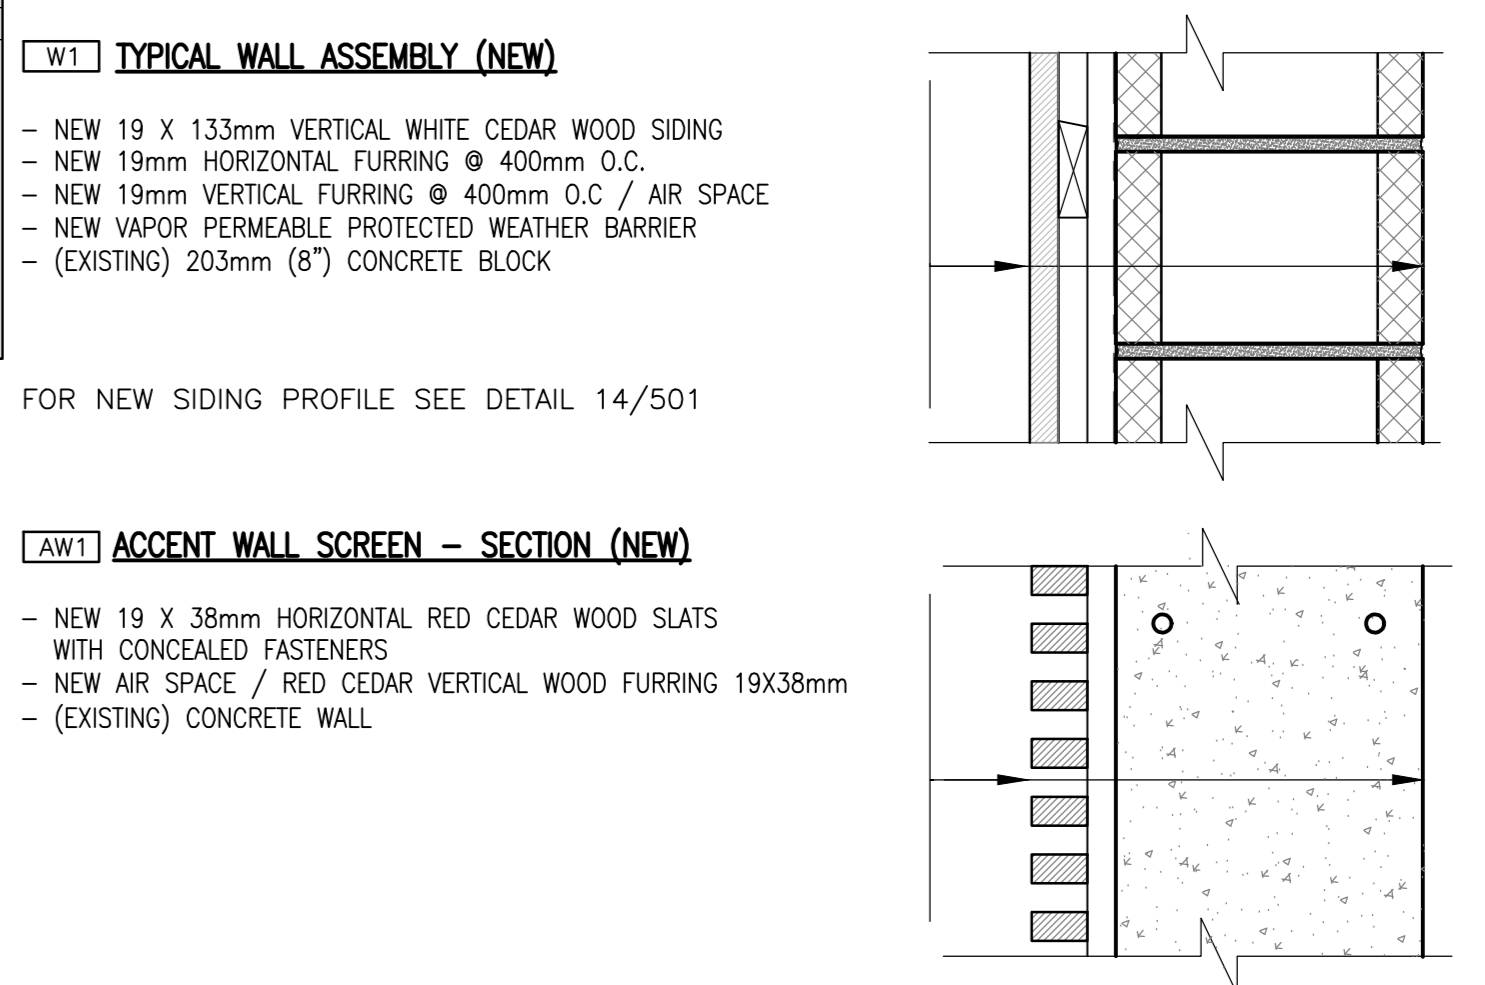 W1 TYPICAL WALL ASSEMBLY (NEW)
– NEW 19 X 133mm VERTICAL WHITE CEDAR WOOD SIDING
– NEW 19mm HORIZONTAL FURRING @ 400mm O.C.
– NEW 19mm VERTICAL FURRING @ 400mm O.C / AIR SPACE
– NEW VAPOR PERMEABLE PROTECTED WEATHER BARRIER
– (EXISTING) 203mm (8") CONCRETE BLOCK
FOR NEW SIDING PROFILE SEE DETAIL 14/501
AW1 ACCENT WALL SCREEN – SECTION (NEW)
– NEW 19 X 38mm HORIZONTAL RED CEDAR WOOD SLATS
WITH CONCEALED FASTENERS
– NEW AIR SPACE / RED CEDAR VERTICAL WOOD FURRING 19X38mm
– (EXISTING) CONCRETE WALL